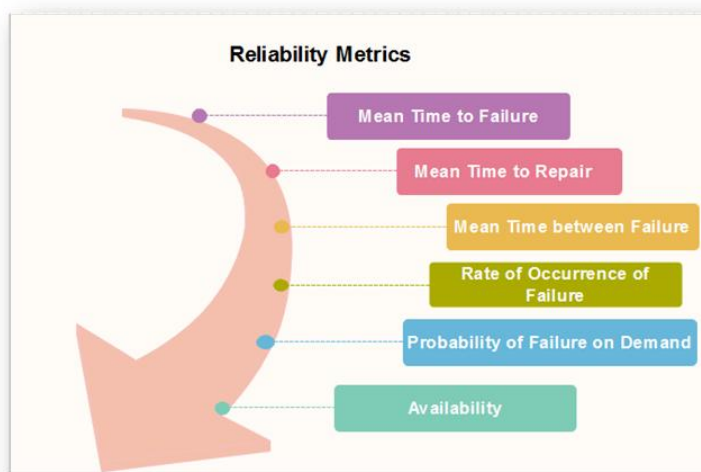 Reliability Metrics
Mean Time to Failure
Mean Time to Repair
Mean Time between Failure
Rate of Occurrence of
Failure
Probability of Failure on Demand
Availability